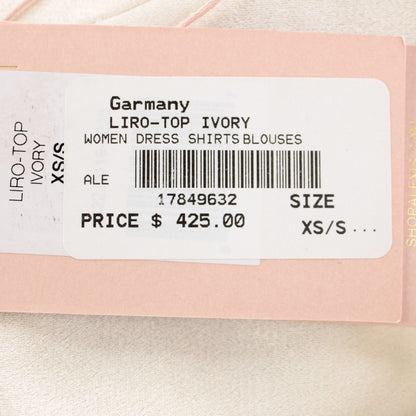 Garmany
LIRO-TOP IVORY
WOMEN DRESS SHIRTS BLOUSES
ALE
17849632
SIZE
PRICE $ 425.00
XS/S ...
LIRO-TOP
IVORY
XS/S